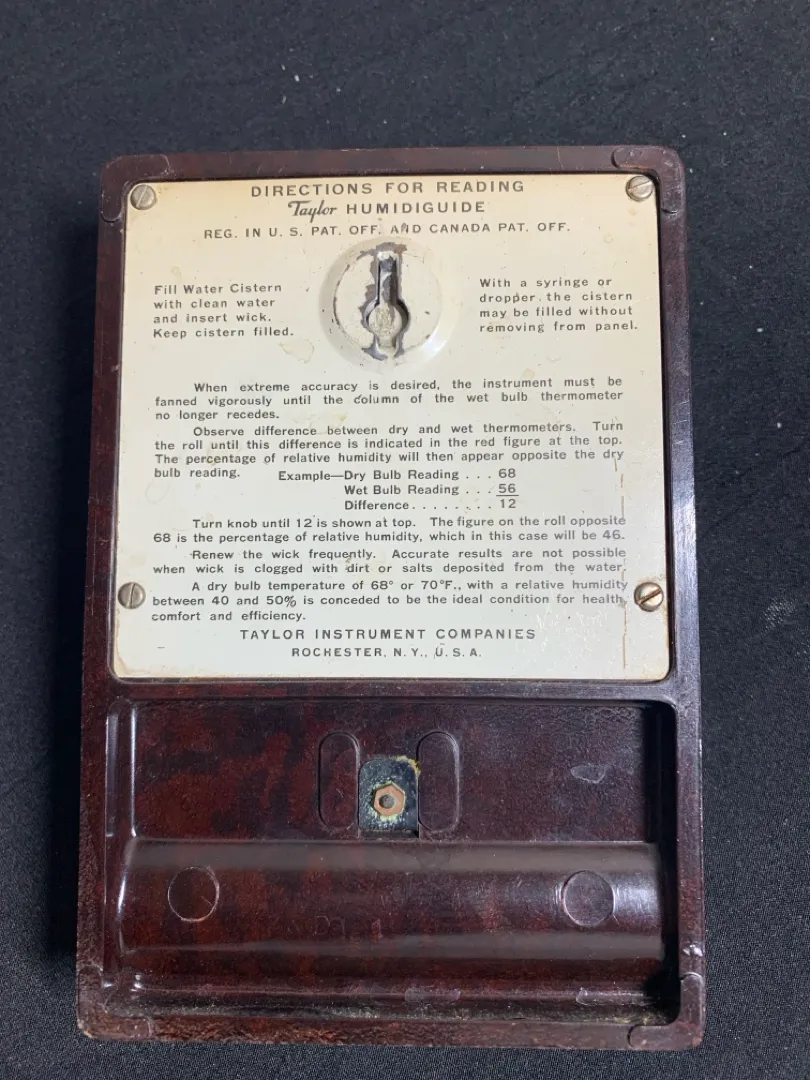 DIRECTIONS FOR READING
Taylor HUMIDIGUIDE
REG. IN U. S. PAT. OFF. AND CANADA PAT. OFF.
Fill Water Cistern
with clean water
and insert wick.
Keep cistern filled.
With a syringe or
dropper, the cistern
may be filled without
removing from panel.
When extreme accuracy is desired, the instrument must be
fanned vigorously until the column of the wet bulb thermometer
no longer recedes.
Observe difference between dry and wet thermometers. Turn
the roll until this difference is indicated in the red figure at the top.
The percentage of relative humidity will then appear opposite the dry
bulb reading. Example—Dry Bulb Reading . . . 68
Wet Bulb Reading . . . 56
Difference . . . . . . . . 12
Turn knob until 12 is shown at top. The figure on the roll opposite
68 is the percentage of relative humidity, which in this case will be 46.
Renew the wick frequently. Accurate results are not possible
when wick is clogged with dirt or salts deposited from the water.
A dry bulb temperature of 68° or 70°F., with a relative humidity
between 40 and 50% is conceded to be the ideal condition for health,
comfort and efficiency.
TAYLOR INSTRUMENT COMPANIES
ROCHESTER, N. Y., U. S. A.